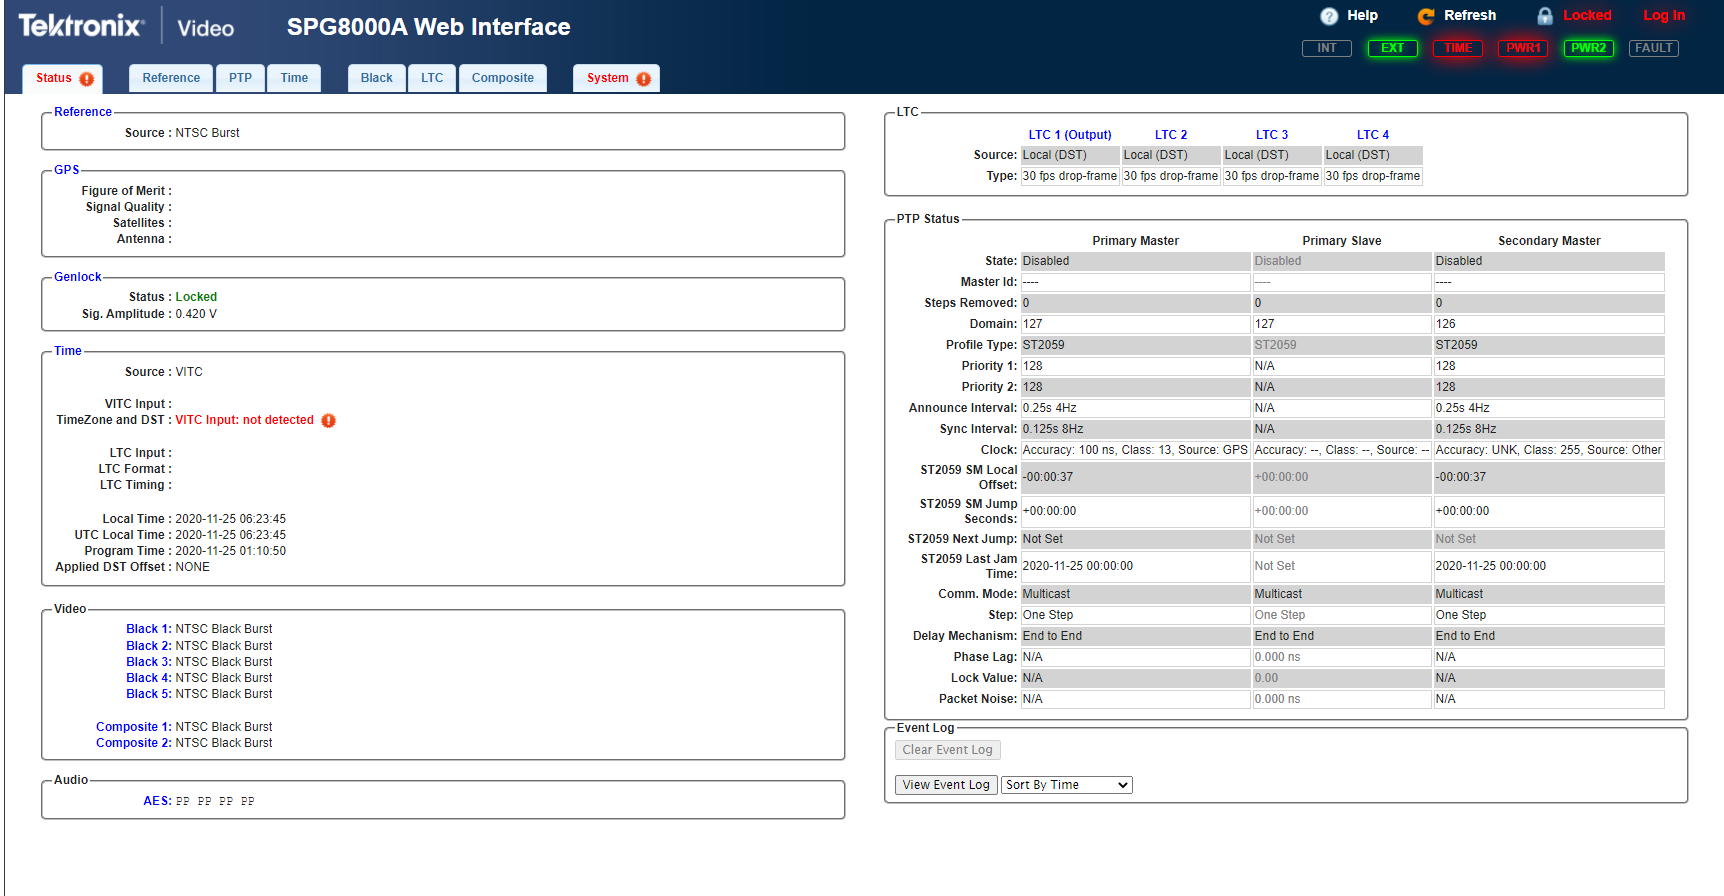 Tektronix Video SPG8000A Web Interface
Help Refresh Locked Log In
INT EXT TIME PWR1 PWR2 FAULT
Status Reference PTP Time Black LTC Composite System
Reference
Source : NTSC Burst
GPS
Figure of Merit :
Signal Quality :
Satellites :
Antenna :
Genlock
Status : Locked
Sig. Amplitude : 0.420 V
Time
Source : VITC
VITC Input :
TimeZone and DST : VITC Input: not detected
LTC Input :
LTC Format :
LTC Timing :
Local Time : 2020-11-25 06:23:45
UTC Local Time : 2020-11-25 06:23:45
Program Time : 2020-11-25 01:10:50
Applied DST Offset : NONE
Video
Black 1: NTSC Black Burst
Black 2: NTSC Black Burst
Black 3: NTSC Black Burst
Black 4: NTSC Black Burst
Black 5: NTSC Black Burst
Composite 1: NTSC Black Burst
Composite 2: NTSC Black Burst
Audio
AES: PP PP PP PP
LTC
LTC 1 (Output) LTC 2 LTC 3 LTC 4
Source: Local (DST) Local (DST) Local (DST) Local (DST)
Type: 30 fps drop-frame 30 fps drop-frame 30 fps drop-frame 30 fps drop-frame
PTP Status
Primary Master Primary Slave Secondary Master
State: Disabled Disabled Disabled
Master Id: ---- ---- ----
Steps Removed: 0 0 0
Domain: 127 127 126
Profile Type: ST2059 ST2059 ST2059
Priority 1: 128 N/A 128
Priority 2: 128 N/A 128
Announce Interval: 0.25s 4Hz N/A 0.25s 4Hz
Sync Interval: 0.125s 8Hz N/A 0.125s 8Hz
Clock: Accuracy: 100 ns, Class: 13, Source: GPS Accuracy: --, Class: --, Source: -- Accuracy: UNK, Class: 255, Source: Other
ST2059 SM Local
Offset: -00:00:37 +00:00:00 -00:00:37
ST2059 SM Jump
Seconds: +00:00:00 +00:00:00 +00:00:00
ST2059 Next Jump: Not Set Not Set Not Set
ST2059 Last Jam
Time: 2020-11-25 00:00:00 Not Set 2020-11-25 00:00:00
Comm. Mode: Multicast Multicast Multicast
Step: One Step One Step One Step
Delay Mechanism: End to End End to End End to End
Phase Lag: N/A 0.000 ns N/A
Lock Value: N/A 0.00 N/A
Packet Noise: N/A 0.000 ns N/A
Event Log
Clear Event Log
View Event Log Sort By Time